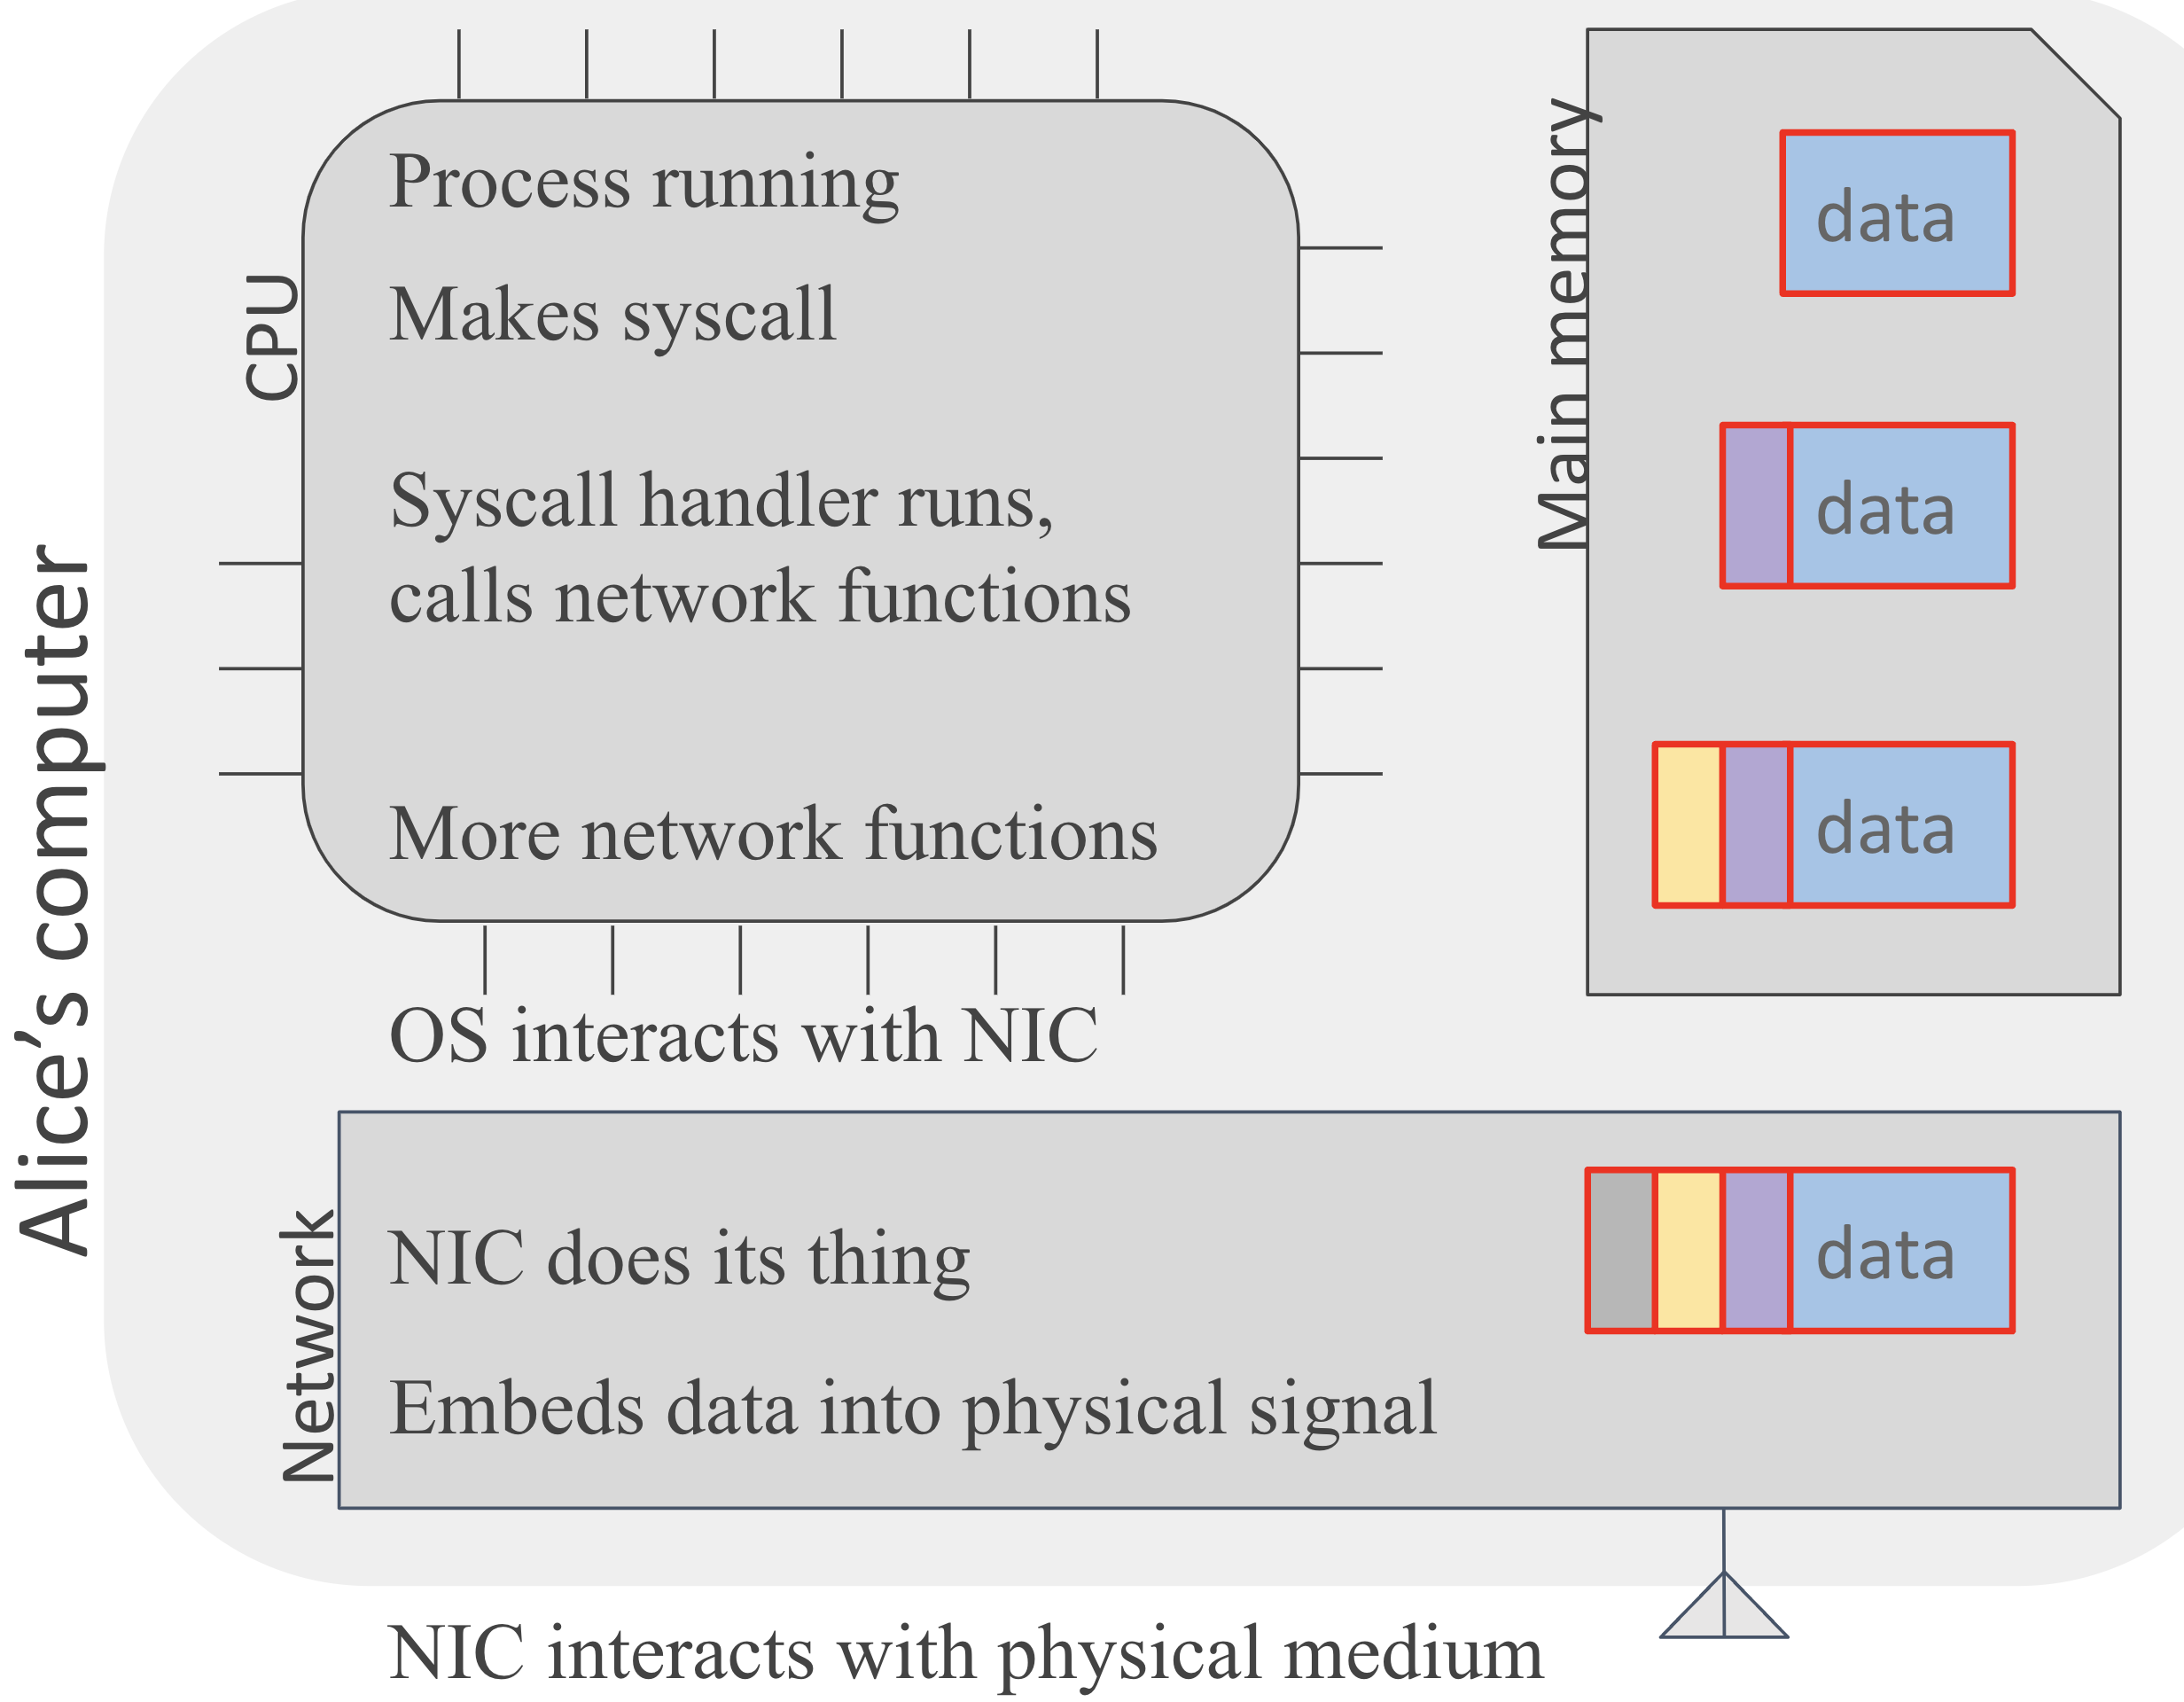 Alice’s computer
CPU
Process running
Makes syscall
Syscall handler runs,
calls network functions
More network functions
Main memory
data
data
data
OS interacts with NIC
Network
NIC does its thing
data
Embeds data into physical signal
NIC interacts with physical medium